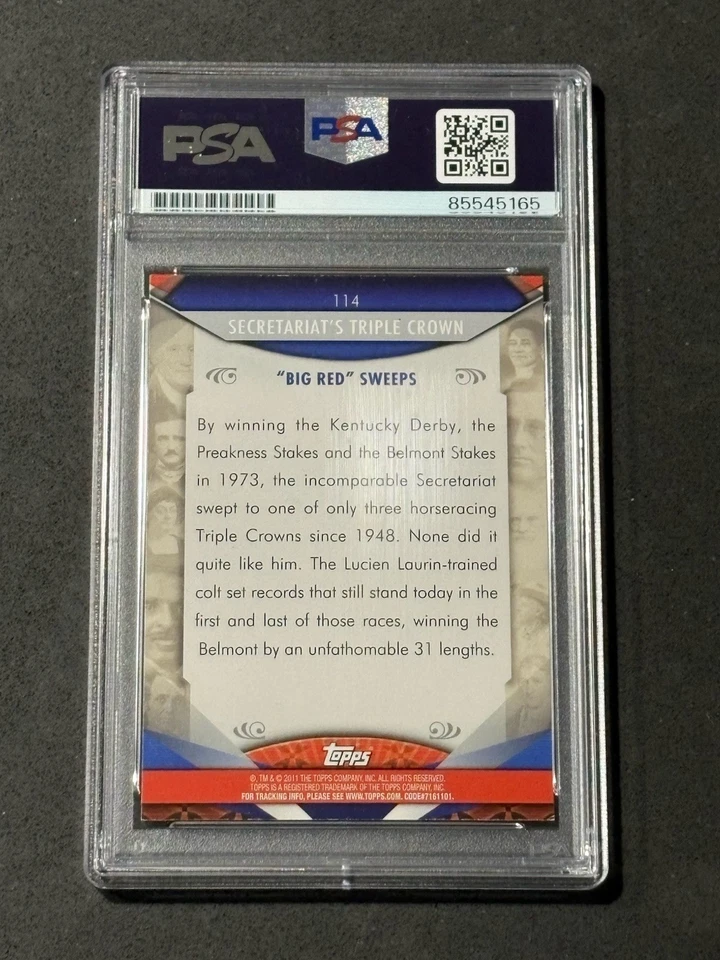 PSA
PSA
85545165
114
SECRETARIAT'S TRIPLE CROWN
"BIG RED" SWEEPS
By winning the Kentucky Derby, the
Preakness Stakes and the Belmont Stakes
in 1973, the incomparable Secretariat
swept to one of only three horseracing
Triple Crowns since 1948. None did it
quite like him. The Lucien Laurin-trained
colt set records that still stand today in the
first and last of those races, winning the
Belmont by an unfathomable 31 lengths.
topps
®, TM & © 2011 THE TOPPS COMPANY, INC. ALL RIGHTS RESERVED.
TOPPS IS A REGISTERED TRADEMARK OF THE TOPPS COMPANY, INC.
FOR TRACKING INFO, PLEASE SEE WWW.TOPPS.COM. CODE#7161101.